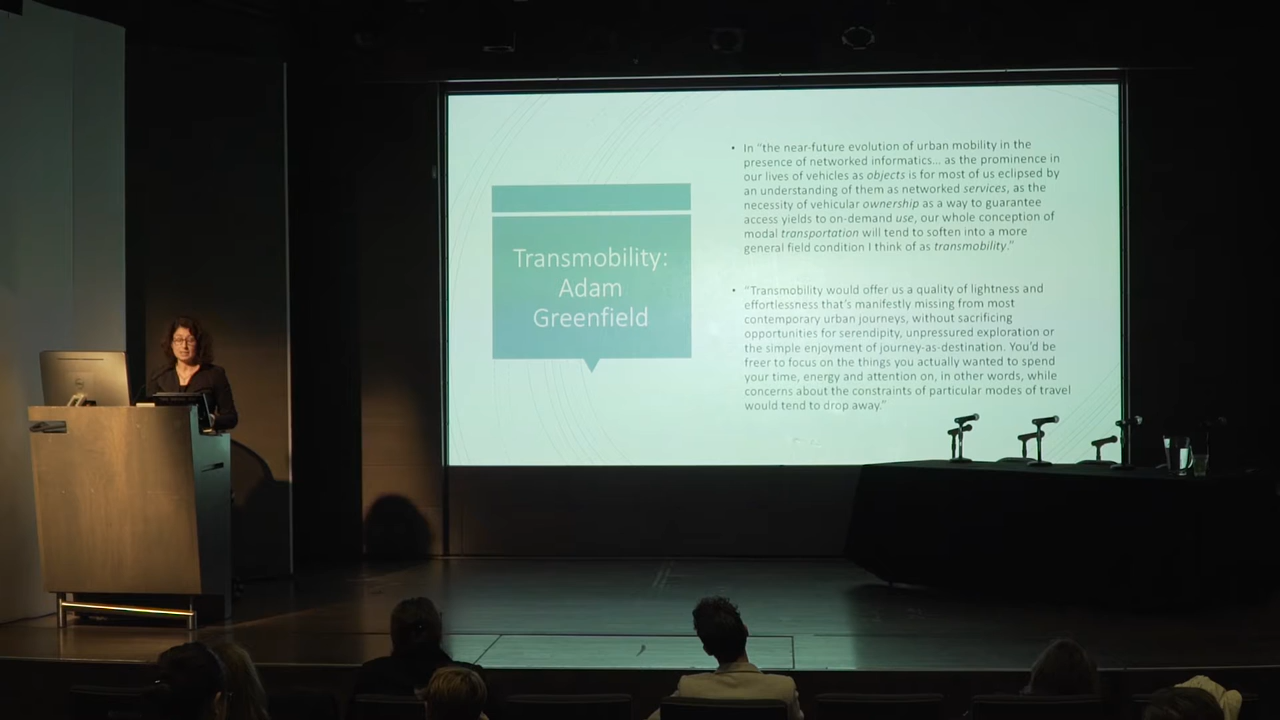 Transmobility:
Adam
Greenfield
• In “the near-future evolution of urban mobility in the
presence of networked informatics... as the prominence in
our lives of vehicles as objects is for most of us eclipsed by
an understanding of them as networked services, as the
necessity of vehicular ownership as a way to guarantee
access yields to on-demand use, our whole conception of
modal transportation will tend to soften into a more
general field condition I think of as transmobility.”
• “Transmobility would offer us a quality of lightness and
effortlessness that’s manifestly missing from most
contemporary urban journeys, without sacrificing
opportunities for serendipity, unpressured exploration or
the simple enjoyment of journey-as-destination. You’d be
freer to focus on the things you actually wanted to spend
your time, energy and attention on, in other words, while
concerns about the constraints of particular modes of travel
would tend to drop away.”